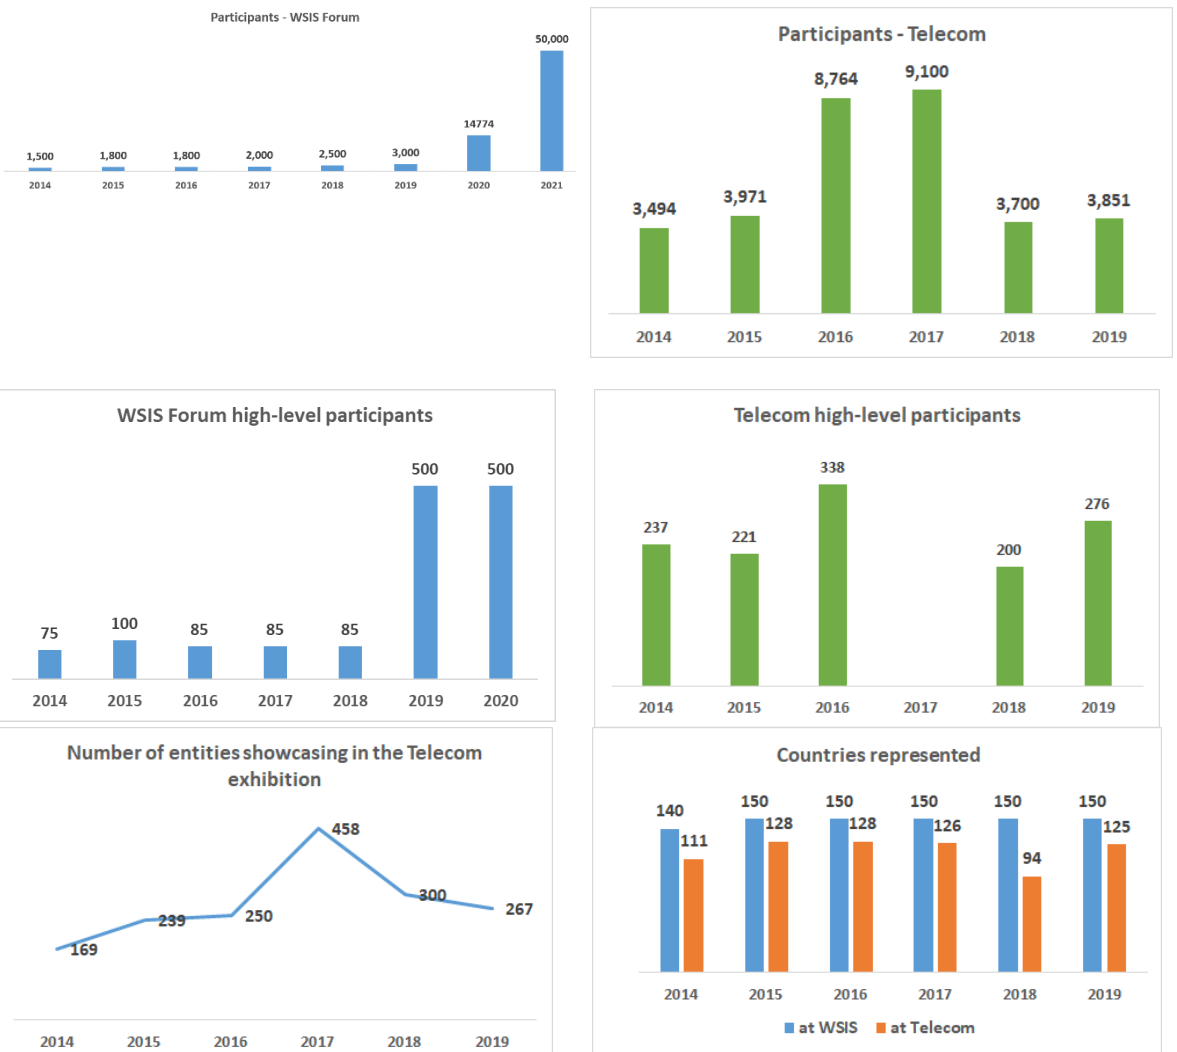 Participants - WSIS Forum
50,000
14774
1,500 1,800 1,800 2,000 2,500 3,000
2014 2015 2016 2017 2018 2019 2020 2021
Participants - Telecom
9,100
8,764
3,494 3,971 3,700 3,851
2014 2015 2016 2017 2018 2019
WSIS Forum high-level participants
500 500
75 100 85 85 85
2014 2015 2016 2017 2018 2019 2020
Telecom high-level participants
338
237 221 200 276
2014 2015 2016 2017 2018 2019
Number of entities showcasing in the Telecom
exhibition
458
300
169 239 250 267
2014 2015 2016 2017 2018 2019
Countries represented
140 150 150 150 150 150
111 128 128 126 94 125
2014 2015 2016 2017 2018 2019
at WSIS at Telecom